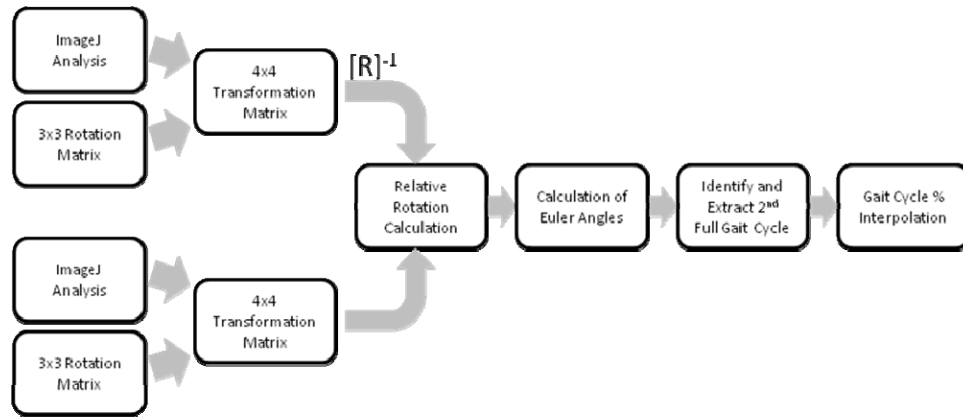 ImageJ
Analysis
3x3 Rotation
Matrix
4x4
Transformation
Matrix
[R]-1
ImageJ
Analysis
3x3 Rotation
Matrix
4x4
Transformation
Matrix
Relative
Rotation
Calculation
Calculation of
Euler Angles
Identify and
Extract 2nd
Full Gait Cycle
Gait Cycle %
Interpolation